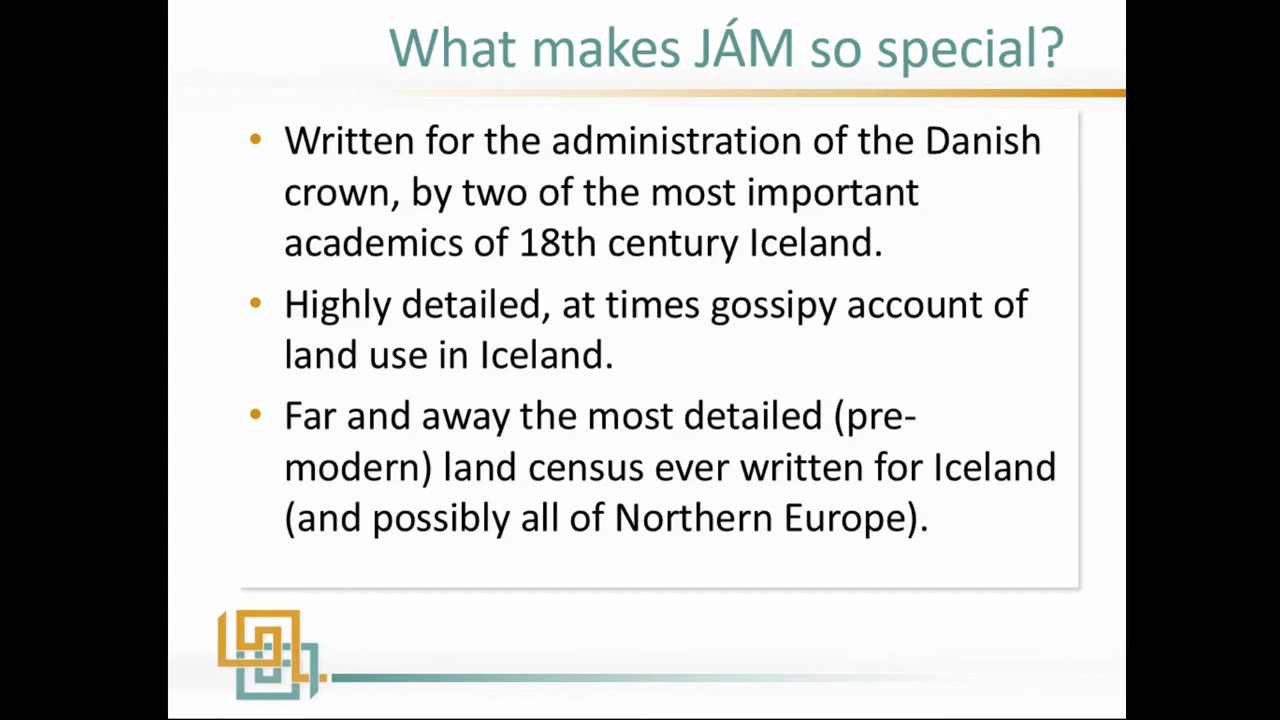 What makes JÁM so special?
• Written for the administration of the Danish
crown, by two of the most important
academics of 18th century Iceland.
• Highly detailed, at times gossipy account of
land use in Iceland.
• Far and away the most detailed (pre-
modern) land census ever written for Iceland
(and possibly all of Northern Europe).